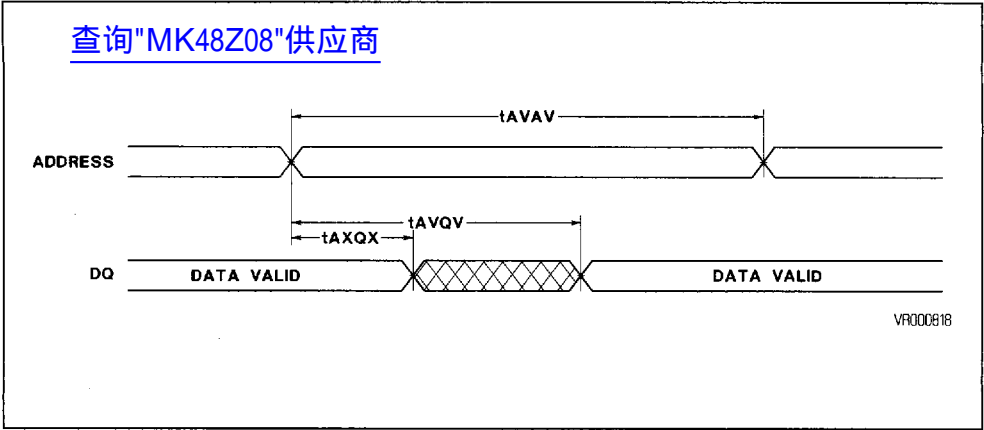 查询"MK48Z08"供应商
tAVAV
ADDRESS
tAVQV
tAXQX
DQ
DATA VALID
DATA VALID
VR000818